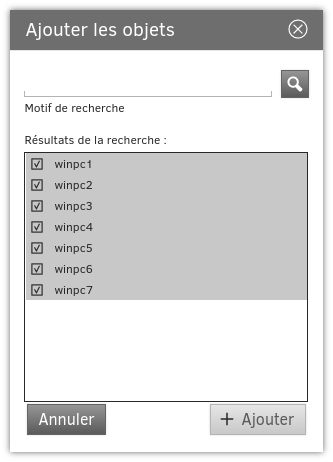 Ajouter les objets
Motif de recherche
Résultats de la recherche :
winpc1
winpc2
winpc3
winpc4
winpc5
winpc6
winpc7
Annuler
Ajouter